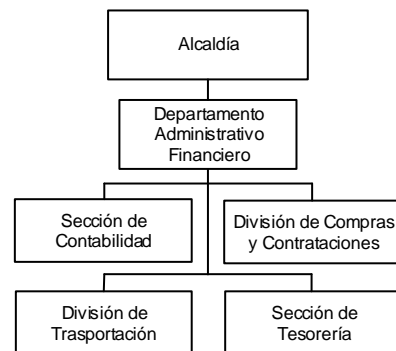 Alcaldía
Departamento
Administrativo
Financiero
Sección de
Contabilidad
División de Compras
y Contrataciones
División de
Trasportación
Sección de
Tesorería